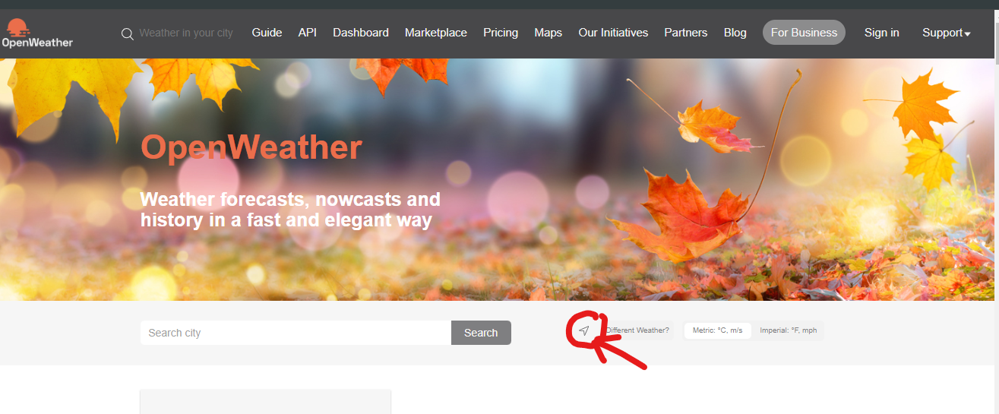 OpenWeather
Weather in your city
Guide
API
Dashboard
Marketplace
Pricing
Maps
Our Initiatives
Partners
Blog
For Business
Sign in
Support
OpenWeather
Weather forecasts, nowcasts and
history in a fast and elegant way
Search city
Search
Different Weather?
Metric: °C, m/s
Imperial: °F, mph